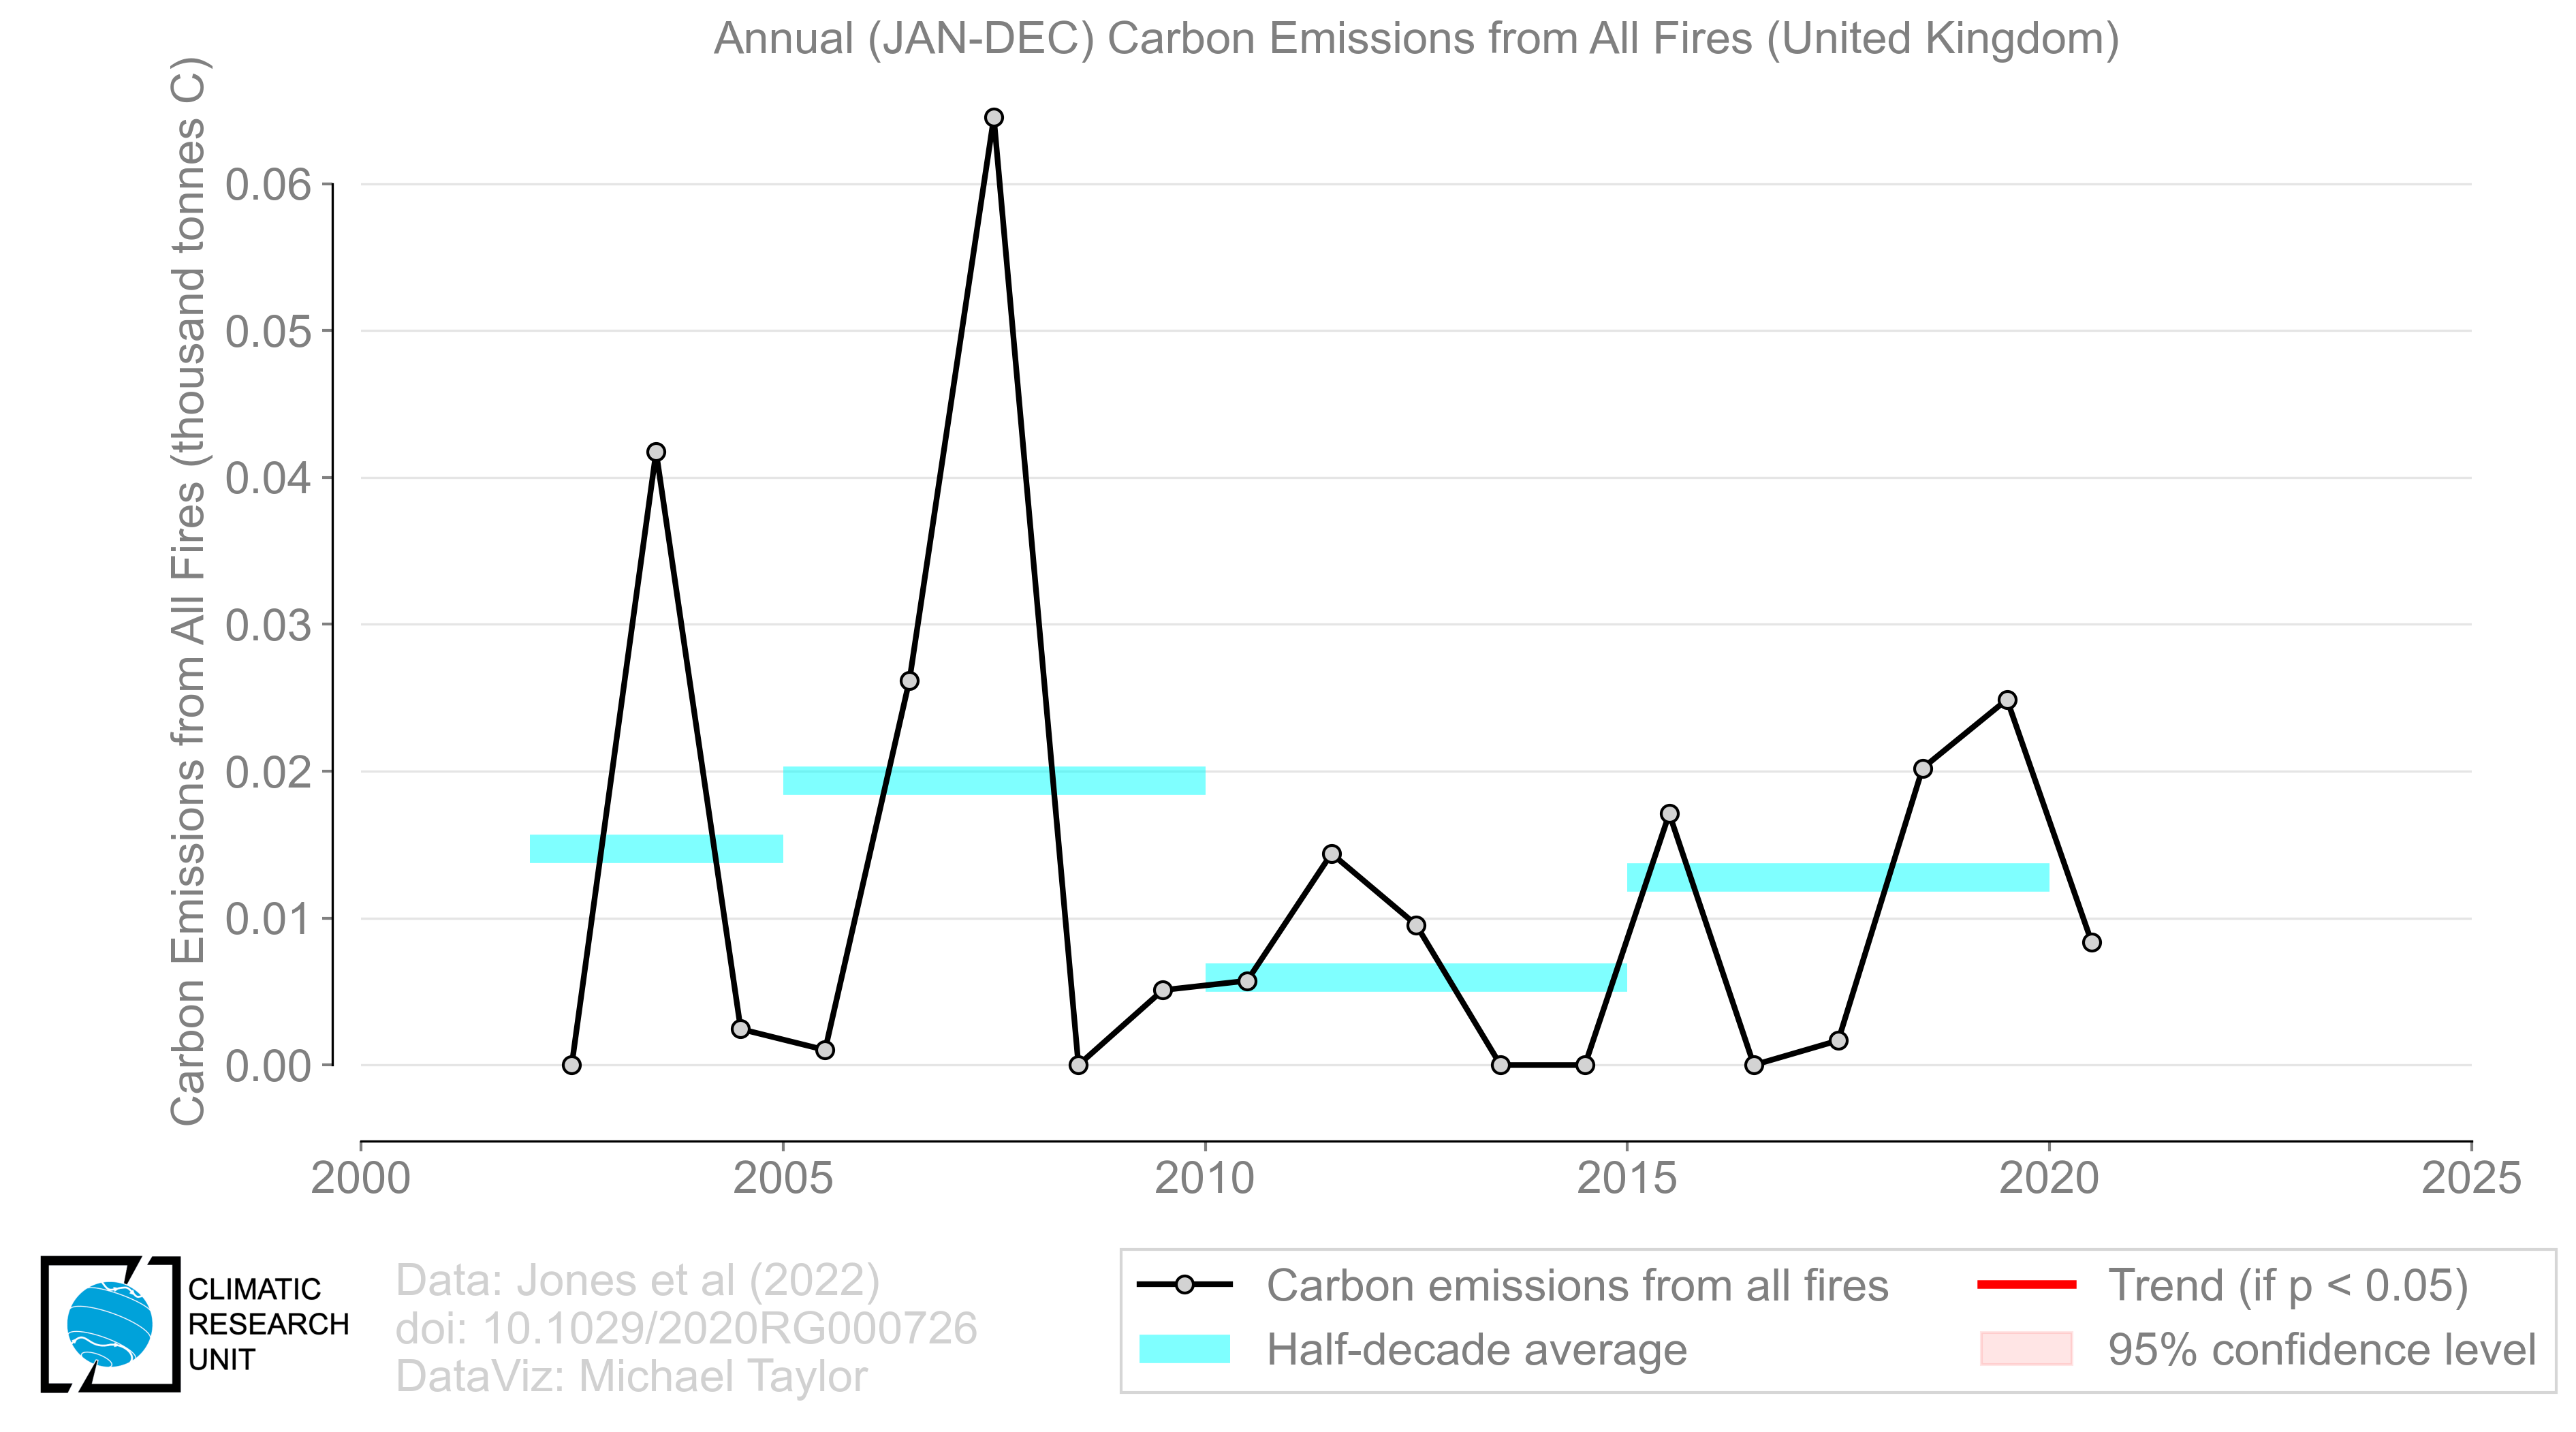 Annual (JAN-DEC) Carbon Emissions from All Fires (United Kingdom)
Carbon Emissions from All Fires (thousand tonnes C)
0.06
0.05
0.04
0.03
0.02
0.01
0.00
2000 2005 2010 2015 2020 2025
CLIMATIC
RESEARCH
UNIT
Data: Jones et al (2022)
doi: 10.1029/2020RG000726
DataViz: Michael Taylor
Carbon emissions from all fires
Half-decade average
Trend (if p < 0.05)
95% confidence level